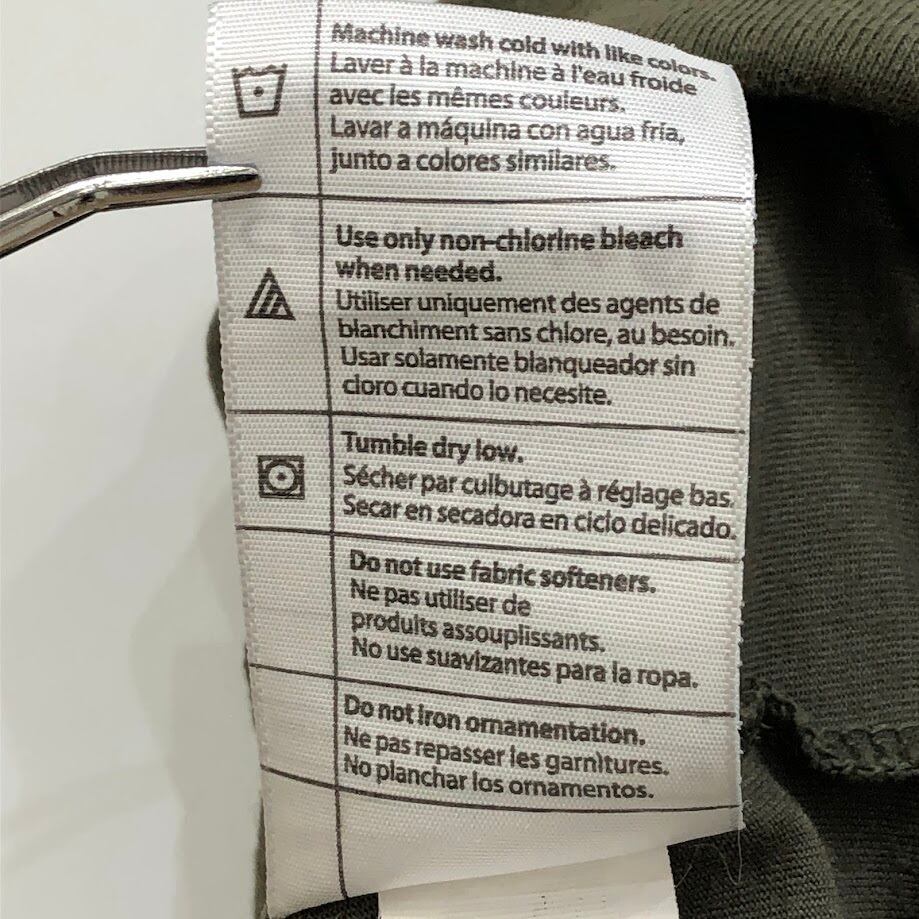 Machine wash cold with like colors.
Laver à la machine à l'eau froide
avec les mêmes couleurs.
Lavar a máquina con agua fría,
junto a colores similares.
Use only non-chlorine bleach
when needed.
Utiliser uniquement des agents de
blanchiment sans chlore, au besoin.
Usar solamente blanqueador sin
cloro cuando lo necesite.
Tumble dry low.
Sécher par culbutage à réglage bas.
Secar en secadora en ciclo delicado.
Do not use fabric softeners.
Ne pas utiliser de
produits assouplissants.
No use suavizantes para la ropa.
Do not iron ornamentation.
Ne pas repasser les garnitures.
No planchar los ornamentos.